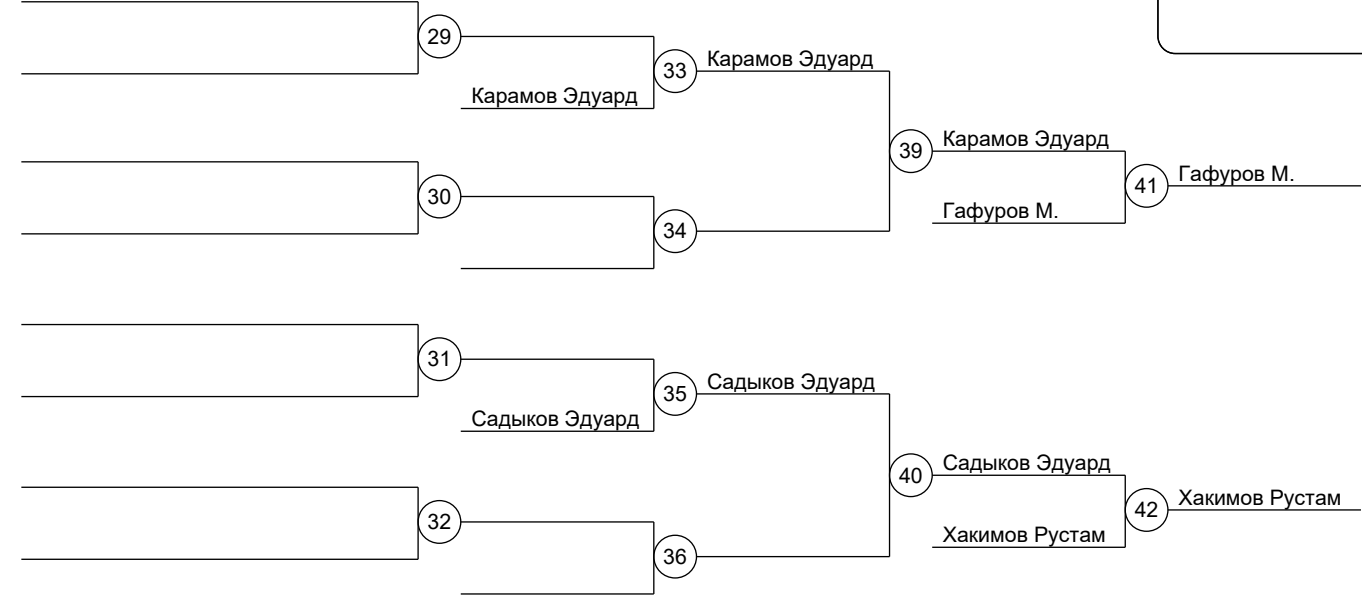 29
33
Карамов Эдуард
Карамов Эдуард
39
Карамов Эдуард
41
Гафуров М.
30
34
Гафуров М.
31
35
Садыков Эдуард
Садыков Эдуард
40
Садыков Эдуард
42
Хакимов Рустам
32
36
Хакимов Рустам